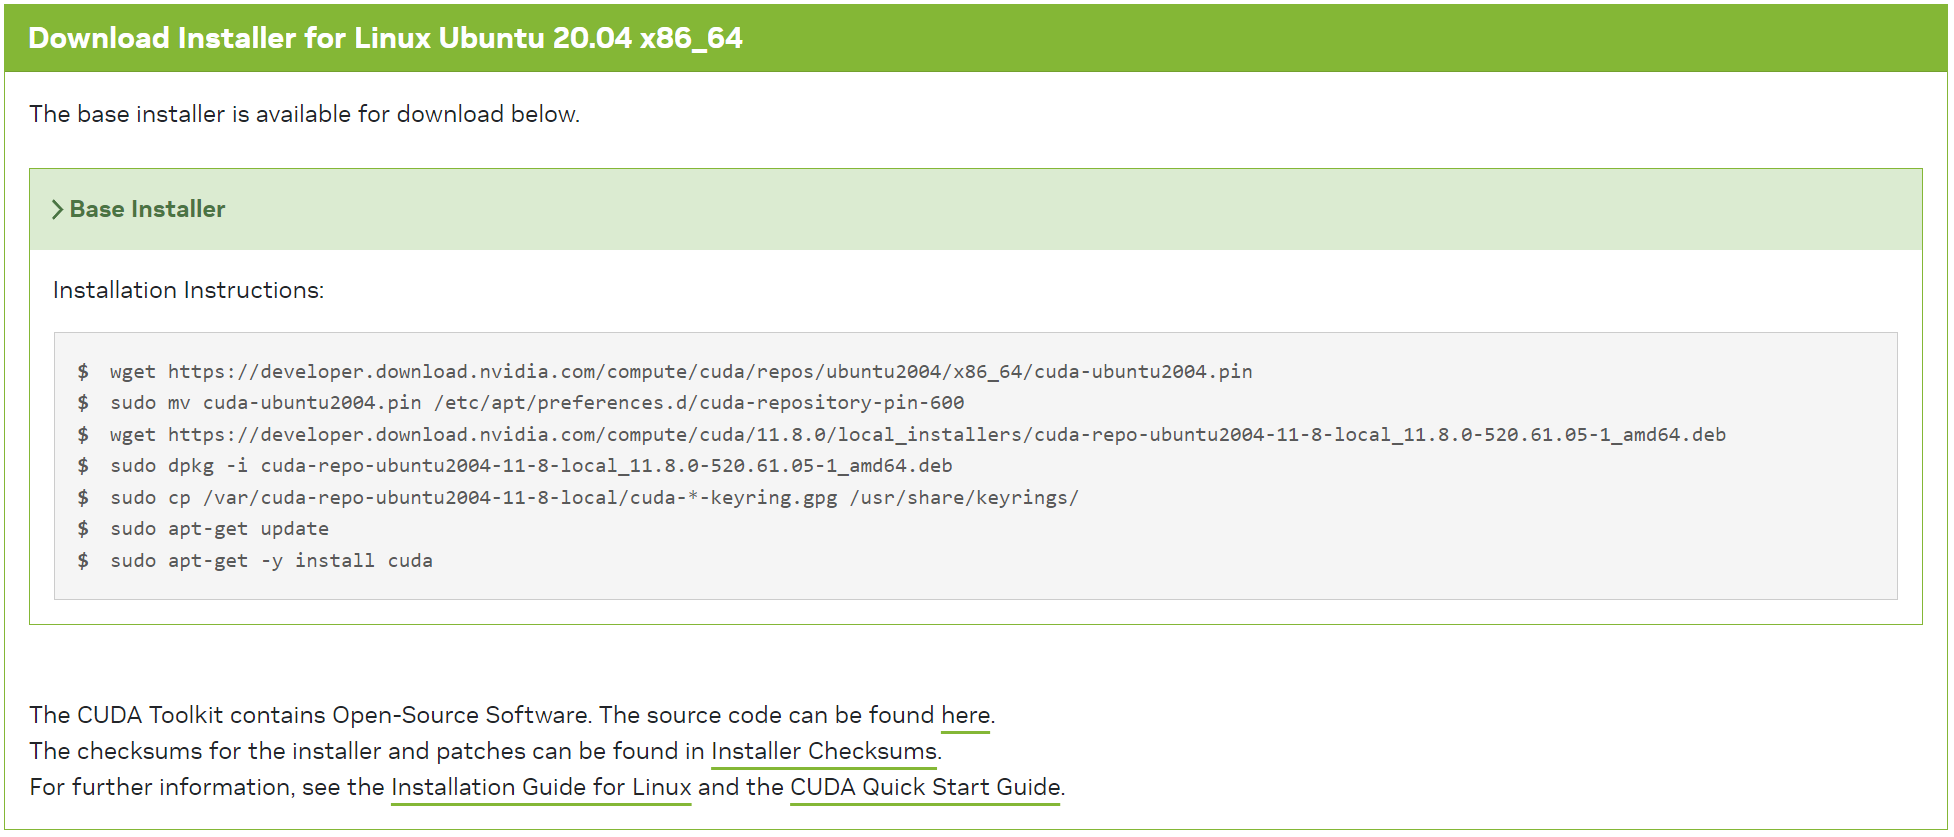 Download Installer for Linux Ubuntu 20.04 x86_64
The base installer is available for download below.
Base Installer
Installation Instructions:
$ wget https://developer.download.nvidia.com/compute/cuda/repos/ubuntu2004/x86_64/cuda-ubuntu2004.pin
$ sudo mv cuda-ubuntu2004.pin /etc/apt/preferences.d/cuda-repository-pin-600
$ wget https://developer.download.nvidia.com/compute/cuda/11.8.0/local_installers/cuda-repo-ubuntu2004-11-8-local_11.8.0-520.61.05-1_amd64.deb
$ sudo dpkg -i cuda-repo-ubuntu2004-11-8-local_11.8.0-520.61.05-1_amd64.deb
$ sudo cp /var/cuda-repo-ubuntu2004-11-8-local/cuda-*-keyring.gpg /usr/share/keyrings/
$ sudo apt-get update
$ sudo apt-get -y install cuda
The CUDA Toolkit contains Open-Source Software. The source code can be found here.
The checksums for the installer and patches can be found in Installer Checksums.
For further information, see the Installation Guide for Linux and the CUDA Quick Start Guide.